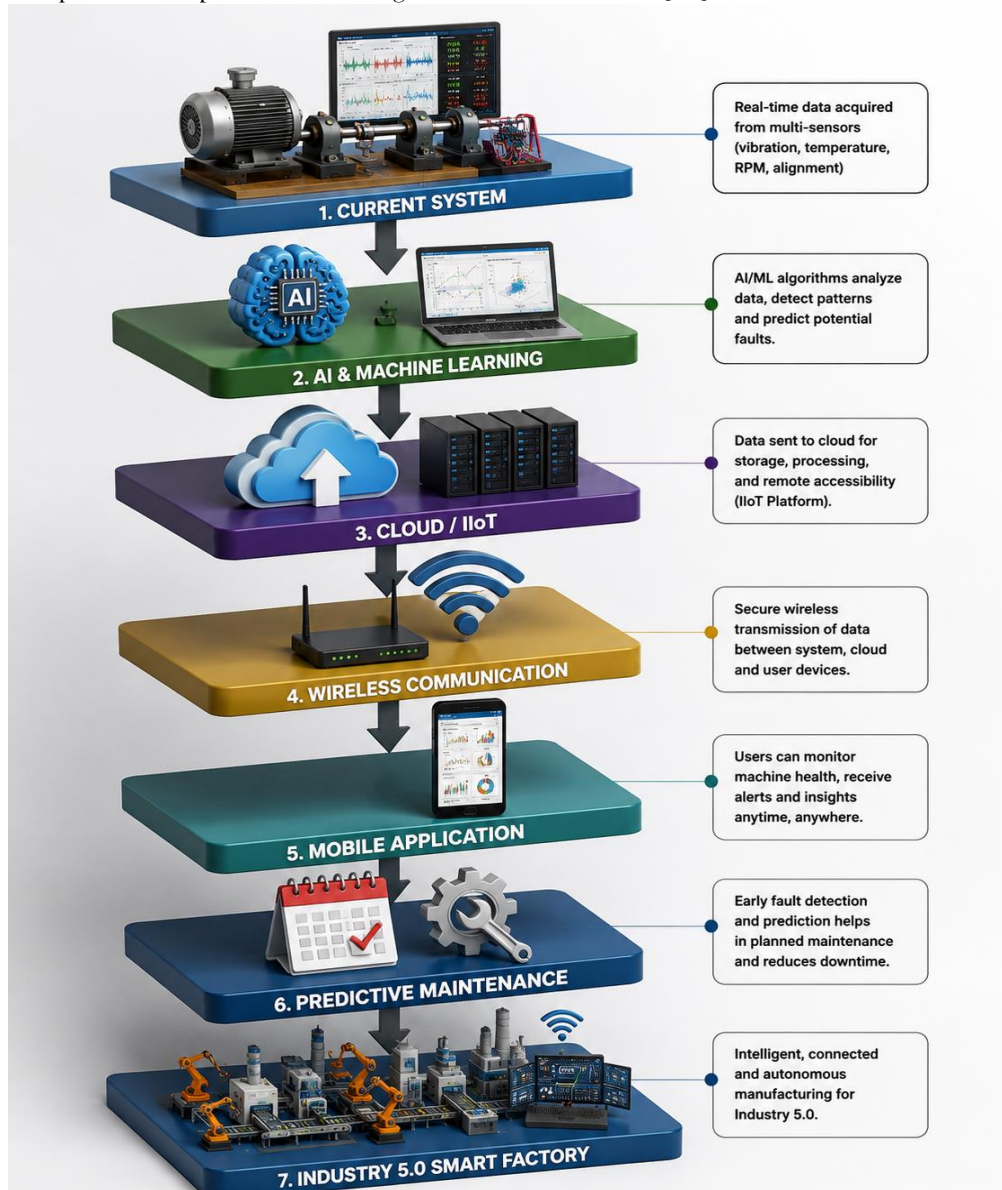 Real-time data acquired
from multi-sensors
(vibration, temperature,
RPM, alignment)
1. CURRENT SYSTEM
AI
AI/ML algorithms analyze
data, detect patterns
and predict potential
faults.
2. AI & MACHINE LEARNING
Data sent to cloud for
storage, processing,
and remote accessibility
(IIoT Platform).
3. CLOUD / IIoT
Secure wireless
transmission of data
between system, cloud
and user devices.
4. WIRELESS COMMUNICATION
Users can monitor
machine health, receive
alerts and insights
anytime, anywhere.
5. MOBILE APPLICATION
Early fault detection
and prediction helps
in planned maintenance
and reduces downtime.
6. PREDICTIVE MAINTENANCE
Intelligent, connected
and autonomous
manufacturing for
Industry 5.0.
7. INDUSTRY 5.0 SMART FACTORY